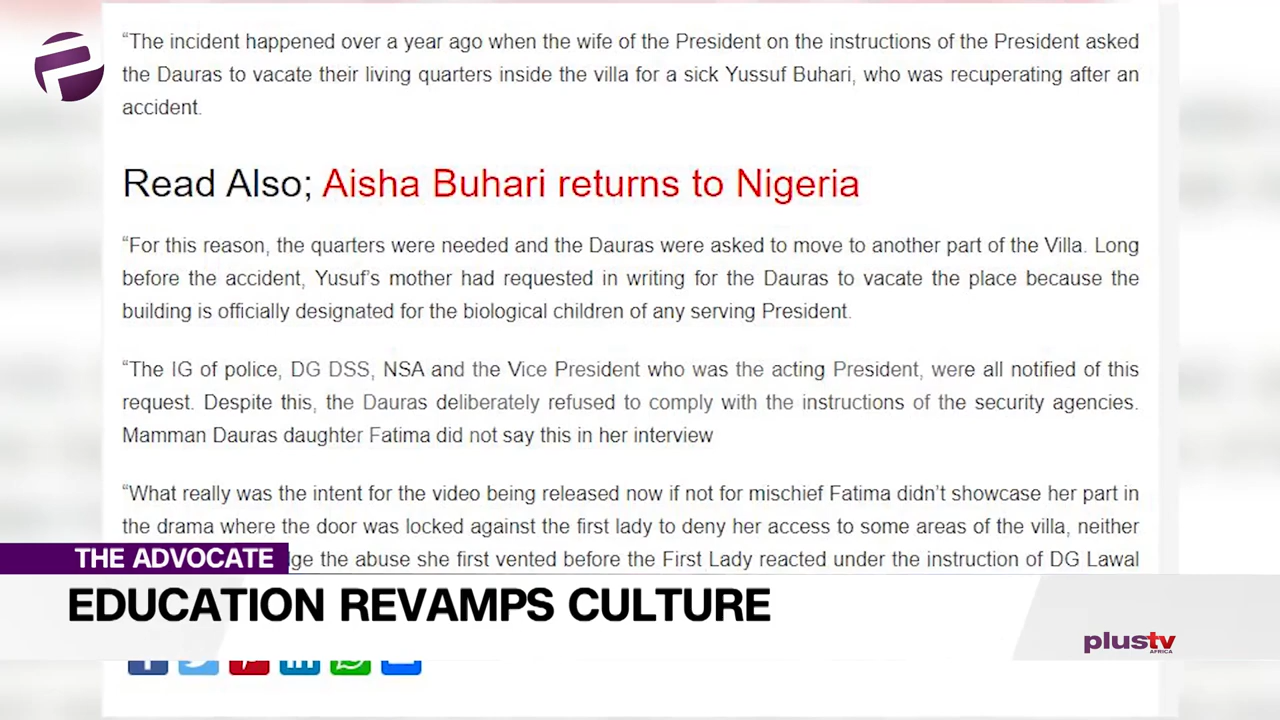 “The incident happened over a year ago when the wife of the President on the instructions of the President asked
the Dauras to vacate their living quarters inside the villa for a sick Yussuf Buhari, who was recuperating after an
accident.
Read Also; Aisha Buhari returns to Nigeria
“For this reason, the quarters were needed and the Dauras were asked to move to another part of the Villa. Long
before the accident, Yusuf’s mother had requested in writing for the Dauras to vacate the place because the
building is officially designated for the biological children of any serving President.
“The IG of police, DG DSS, NSA and the Vice President who was the acting President, were all notified of this
request. Despite this, the Dauras deliberately refused to comply with the instructions of the security agencies.
Mamman Dauras daughter Fatima did not say this in her interview
“What really was the intent for the video being released now if not for mischief Fatima didn’t showcase her part in
the drama where the door was locked against the first lady to deny her access to some areas of the villa, neither
the abuse she first vented before the First Lady reacted under the instruction of DG Lawal
THE ADVOCATE
EDUCATION REVAMPS CULTURE
plustv
AFRICA